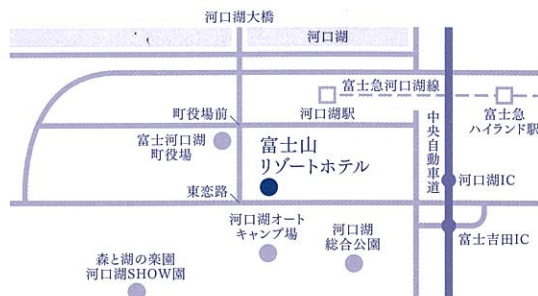 河口湖大橋
河口湖
富士急河口湖線
河口湖駅
富士急
ハイランド駅
町役場前
富士河口湖
町役場
富士山
リゾートホテル
中央自動車道
河口湖IC
東恋路
河口湖オート
キャンプ場
河口湖
総合公園
富士吉田IC
森と湖の楽園
河口湖SHOW園